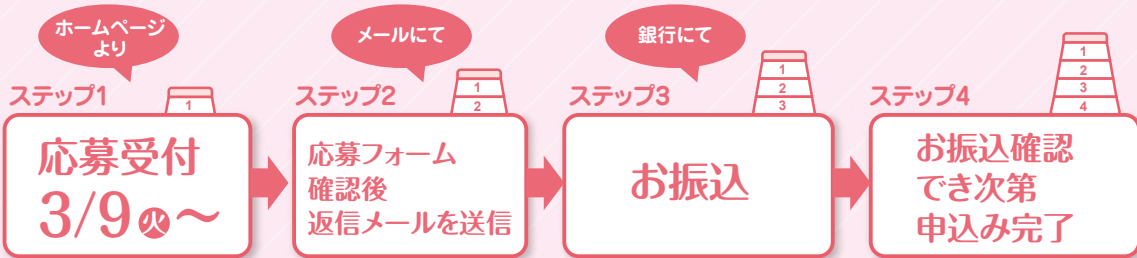 ホームページ
より
ステップ1
1
応募受付
3/9㊋～
メールにて
ステップ2
1
2
応募フォーム
確認後
返信メールを送信
銀行にて
ステップ3
1
2
3
お振込
ステップ4
1
2
3
4
お振込確認
でき次第
申込み完了